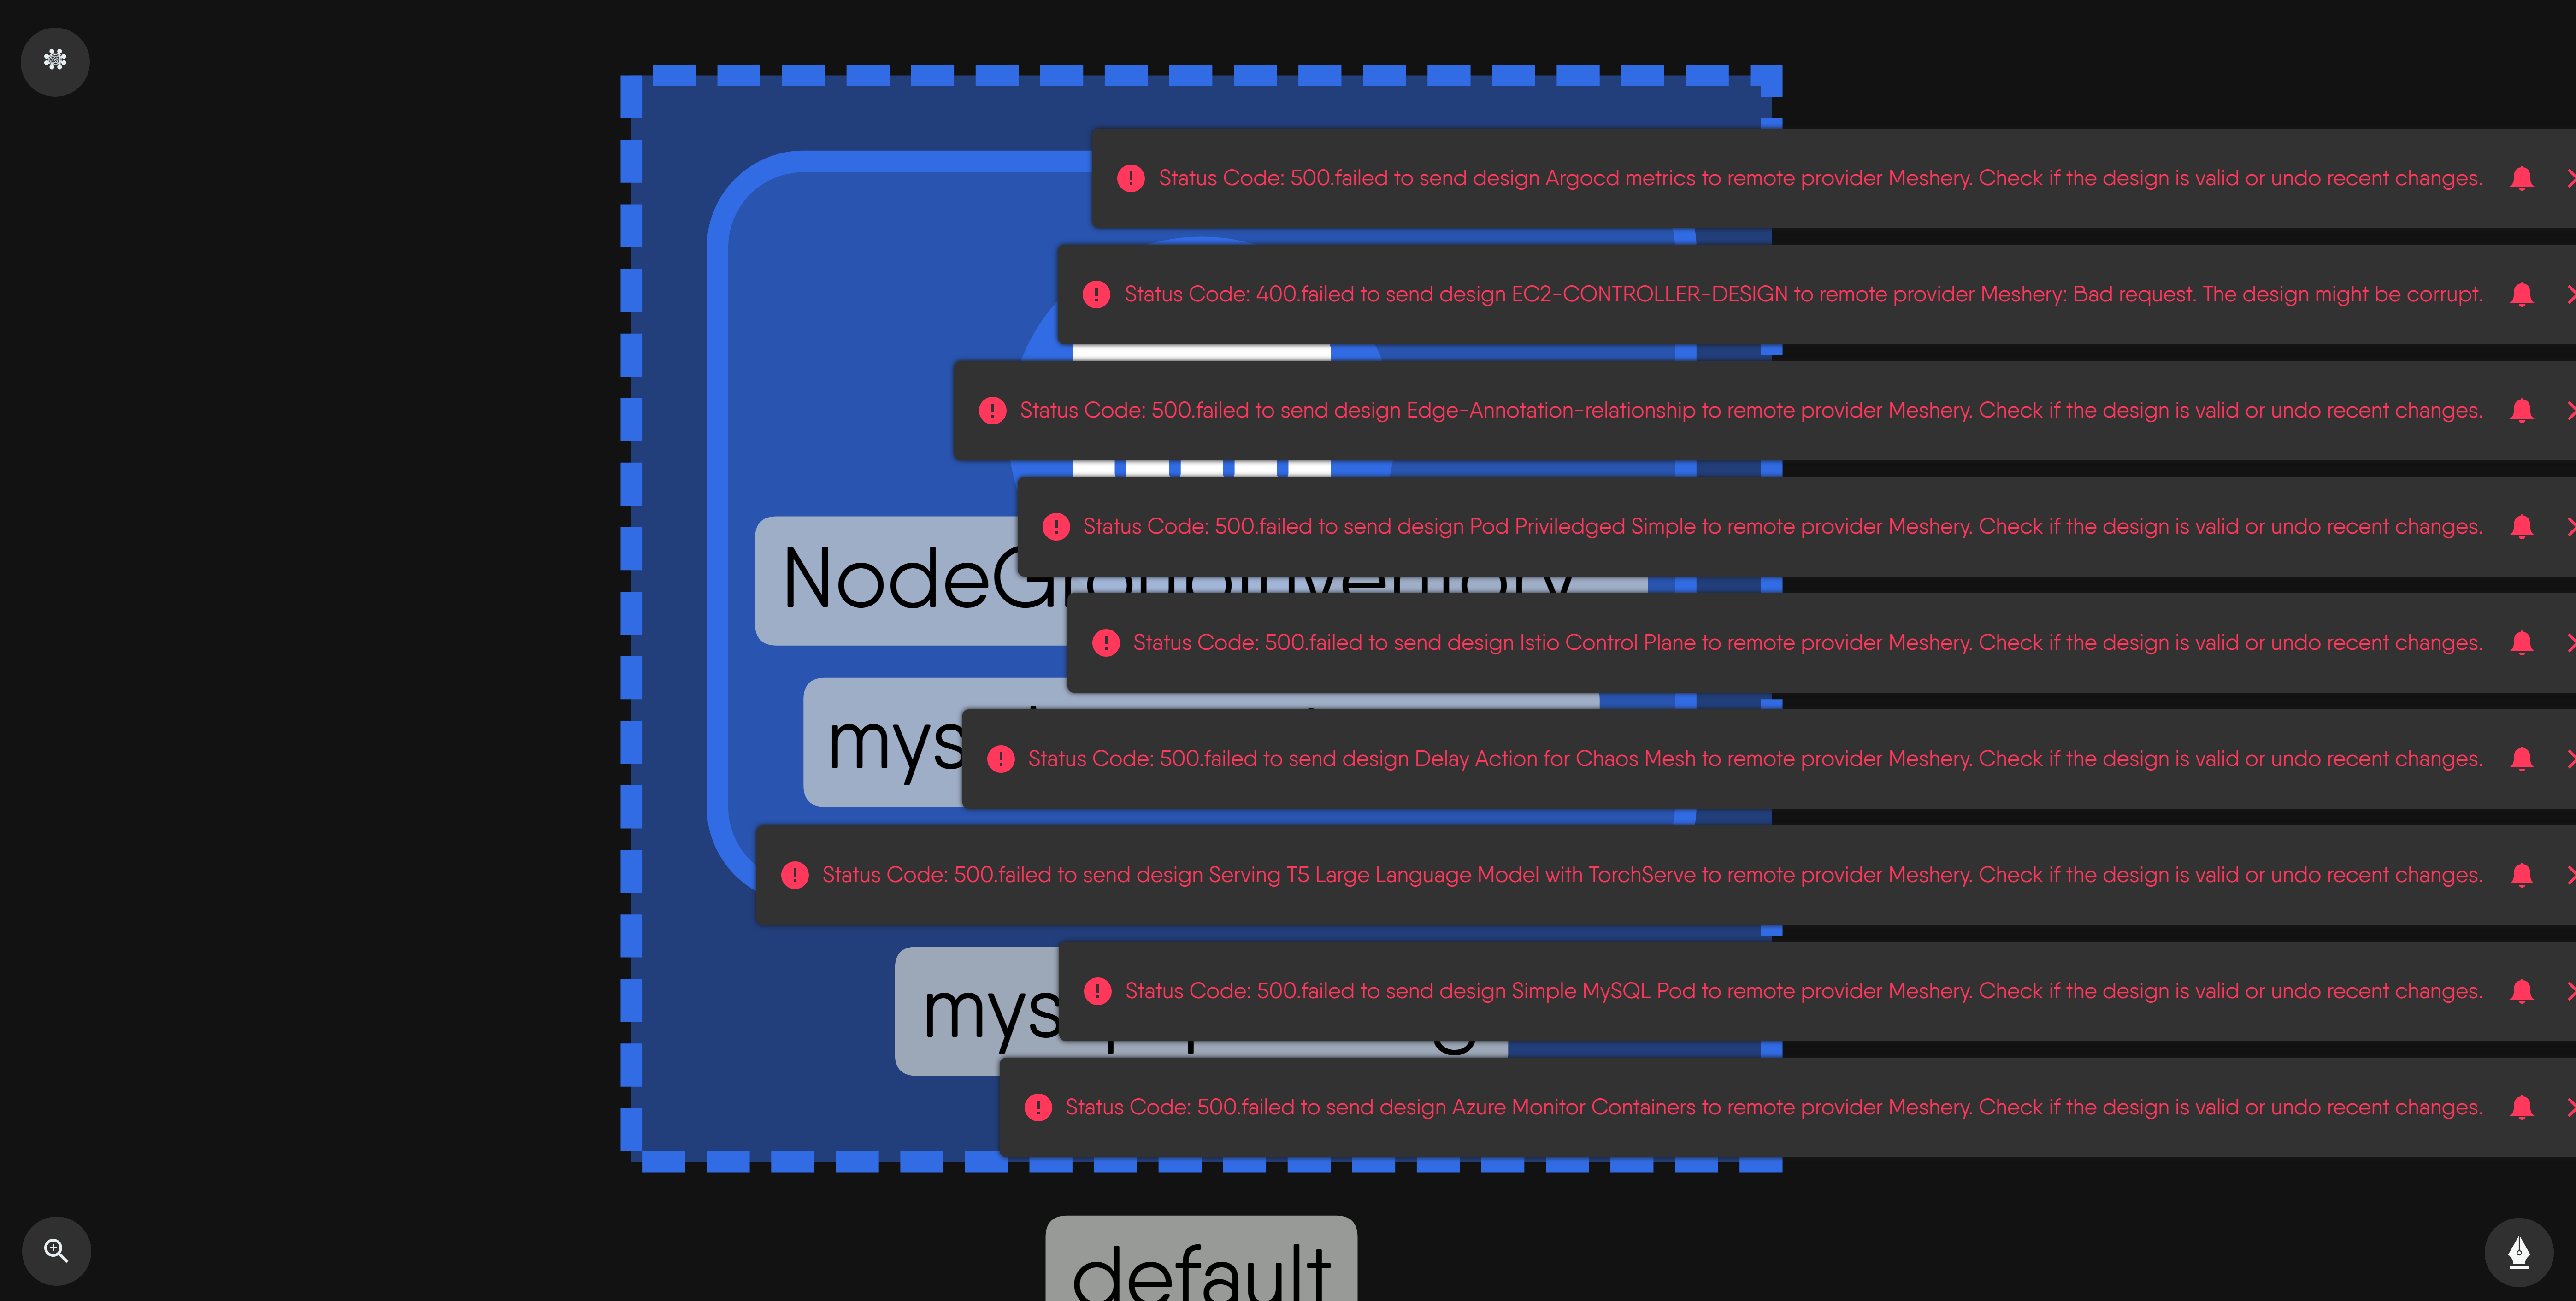 Status Code: 500.failed to send design Argocd metrics to remote provider Meshery. Check if the design is valid or undo recent changes.
Status Code: 400.failed to send design EC2-CONTROLLER-DESIGN to remote provider Meshery: Bad request. The design might be corrupt.
Status Code: 500.failed to send design Edge-Annotation-relationship to remote provider Meshery. Check if the design is valid or undo recent changes.
Status Code: 500.failed to send design Pod Priviledged Simple to remote provider Meshery. Check if the design is valid or undo recent changes.
NodeGroupInventory
Status Code: 500.failed to send design Istio Control Plane to remote provider Meshery. Check if the design is valid or undo recent changes.
Status Code: 500.failed to send design Delay Action for Chaos Mesh to remote provider Meshery. Check if the design is valid or undo recent changes.
Status Code: 500.failed to send design Serving T5 Large Language Model with TorchServe to remote provider Meshery. Check if the design is valid or undo recent changes.
Status Code: 500.failed to send design Simple MySQL Pod to remote provider Meshery. Check if the design is valid or undo recent changes.
Status Code: 500.failed to send design Azure Monitor Containers to remote provider Meshery. Check if the design is valid or undo recent changes.
default